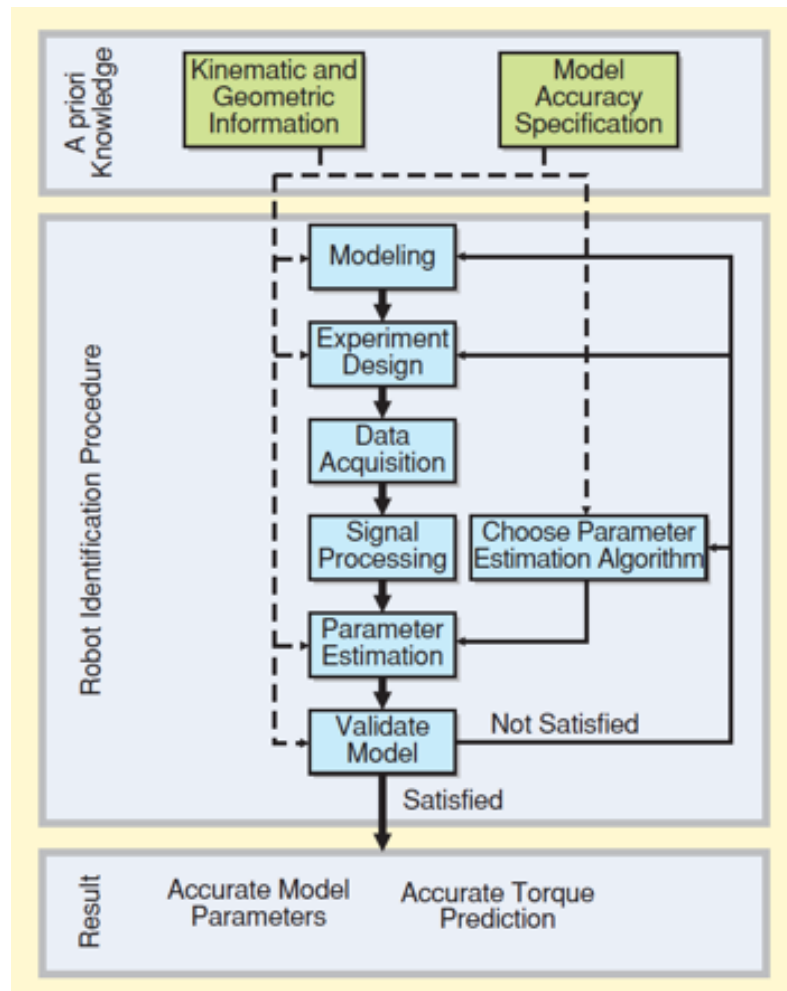 A priori
Knowledge
Kinematic and
Geometric
Information
Model
Accuracy
Specification
Robot Identification Procedure
Modeling
Experiment
Design
Data
Acquisition
Signal
Processing
Choose Parameter
Estimation Algorithm
Parameter
Estimation
Validate
Model
Not Satisfied
Satisfied
Result
Accurate Model
Parameters
Accurate Torque
Prediction